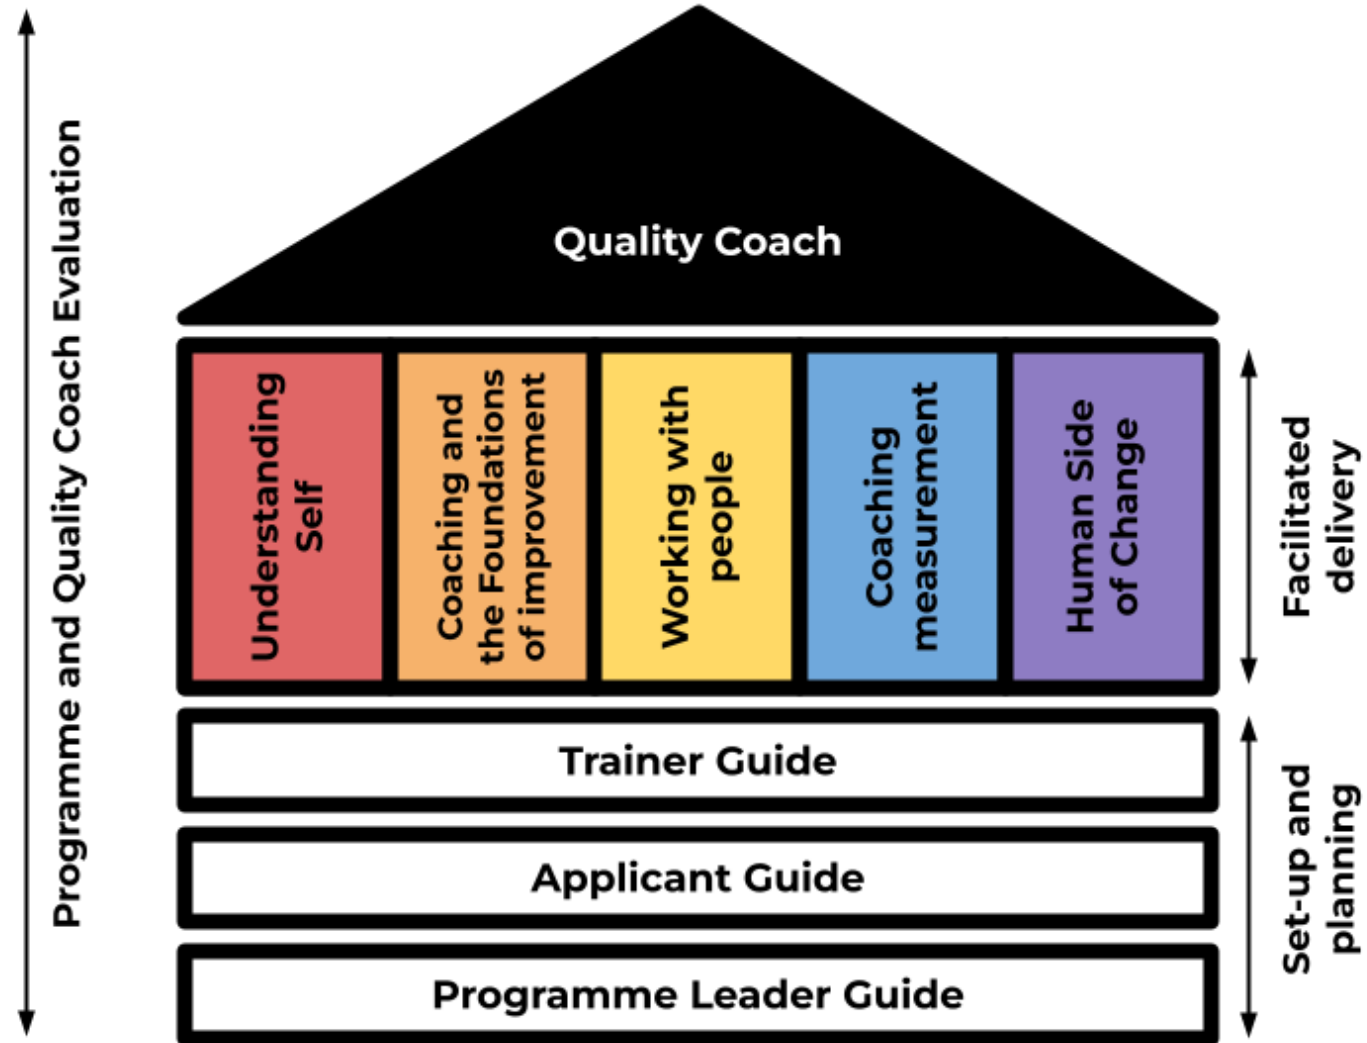 Programme and Quality Coach Evaluation
Quality Coach
Understanding
Self
Coaching and
the Foundations
of improvement
Working with
people
Coaching
measurement
Human Side
of Change
Facilitated
delivery
Trainer Guide
Applicant Guide
Programme Leader Guide
Set-up and
planning